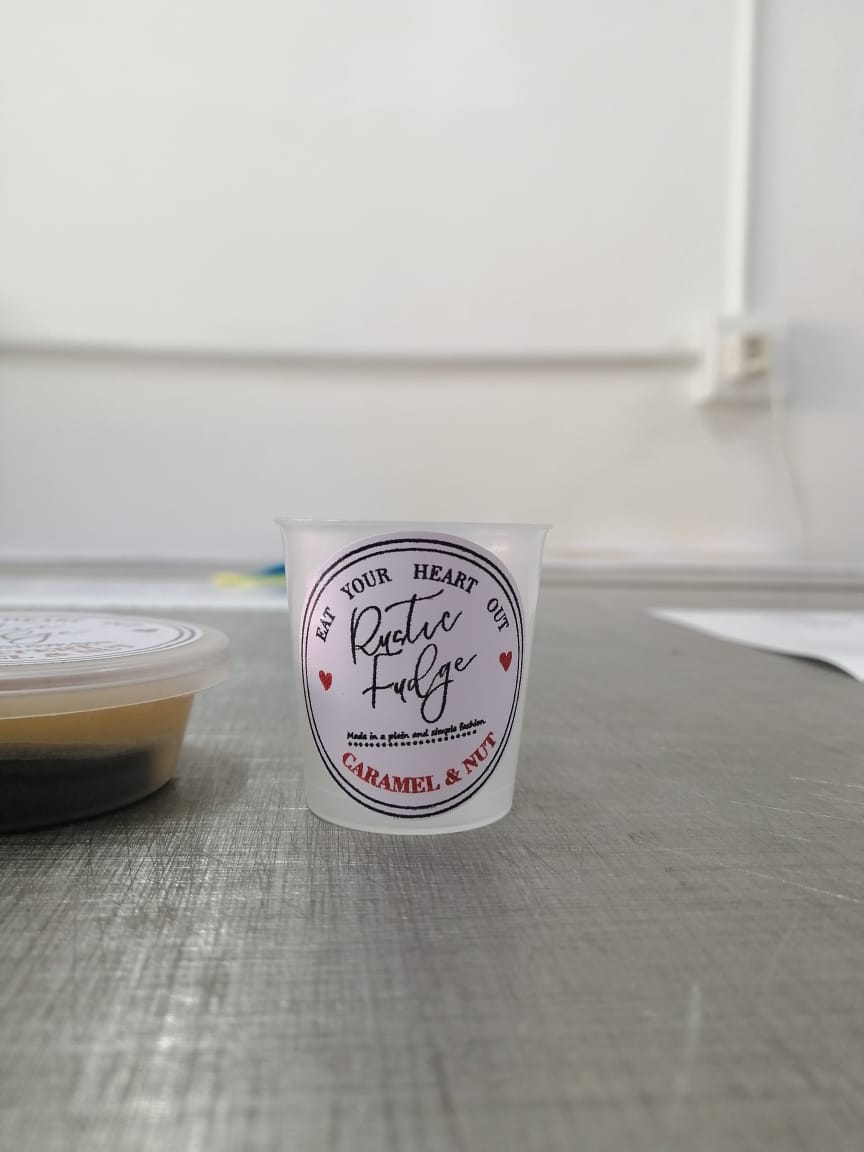 EAT YOUR HEART OUT
Rustic
Fudge
Made in a plain and simple fashion
CARAMEL & NUT